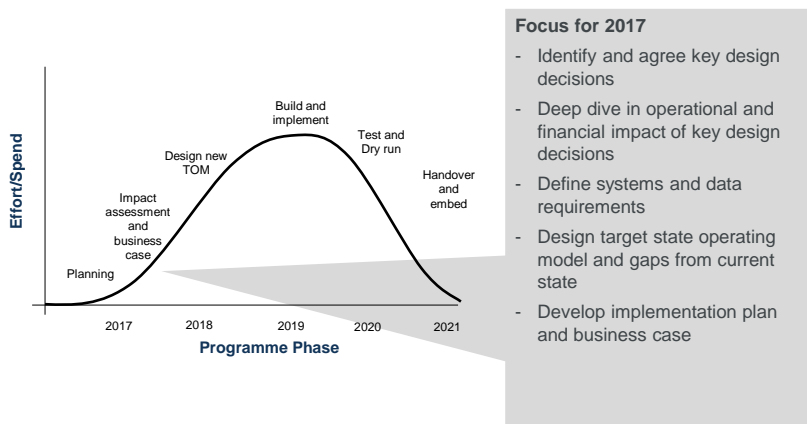 Effort/Spend
Planning
Impact
assessment
and
business
case
Design new
TOM
Build and
implement
Test and
Dry run
Handover
and
embed
2017
2018
2019
2020
2021
Programme Phase
Focus for 2017
- Identify and agree key design
decisions
- Deep dive in operational and
financial impact of key design
decisions
- Define systems and data
requirements
- Design target state operating
model and gaps from current
state
- Develop implementation plan
and business case